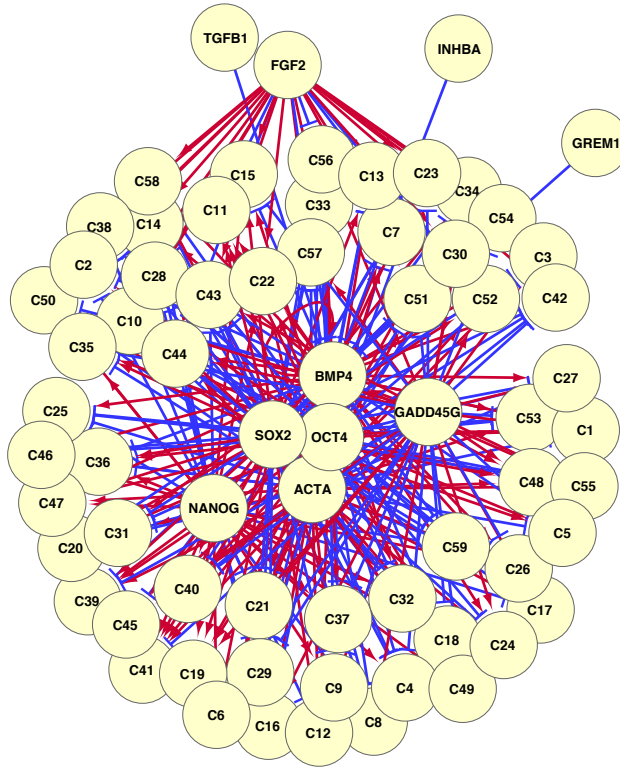 TGFB1
INHBA
FGF2
GREM1
C56
C58
C15
C13
C23
C34
C33
C11
C54
C14
C38
C7
C57
C30
C3
C2
C28
C22
C43
C51
C52
C42
C50
C10
C35
C44
BMP4
C27
C25
GADD45G
C53
C1
SOX2
OCT4
C46
C36
C48
C55
ACTA
C47
NANOG
C31
C5
C20
C59
C26
C40
C39
C21
C32
C37
C17
C45
C18
C24
C41
C19
C29
C9
C4
C49
C6
C16
C12
C8